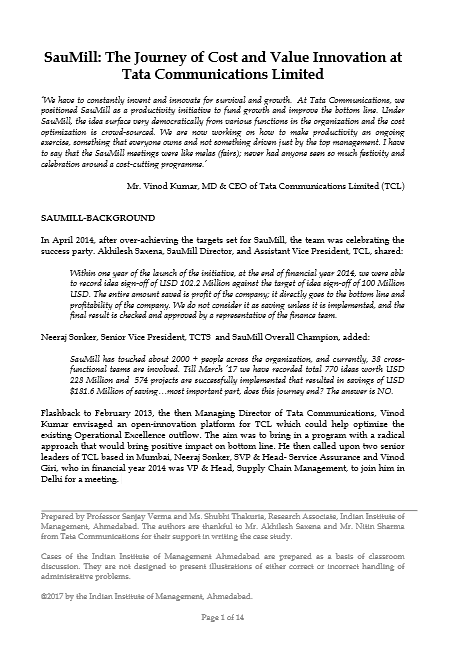 SauMill: The Journey of Cost and Value Innovation at
Tata Communications Limited
'We have to constantly invent and innovate for survival and growth. At Tata Communications, we
positioned SauMill as a productivity initiative to fund growth and improve the bottom line. Under
SauMill, the idea surface very democratically from various functions in the organization and the cost
optimization is crowd-sourced. We are now working on how to make productivity an ongoing
exercise, something that everyone owns and not something driven just by the top management. I have
to say that the SauMill meetings were like melas (fairs); never had anyone seen so much festivity and
celebration around a cost-cutting programme.'
Mr. Vinod Kumar, MD & CEO of Tata Communications Limited (TCL)
SAUMILL-BACKGROUND
In April 2014, after over-achieving the targets set for SauMill, the team was celebrating the
success party. Akhilesh Saxena, SauMill Director, and Assistant Vice President, TCL, shared:
Within one year of the launch of the initiative, at the end of financial year 2014, we were able
to record idea sign-off of USD 102.2 Million against the target of idea sign-off of 100 Million
USD. The entire amount saved is profit of the company; it directly goes to the bottom line and
profitability of the company. We do not consider it as saving unless it is implemented, and the
final result is checked and approved by a representative of the finance team.
Neeraj Sonker, Senior Vice President, TCTS and SauMill Overall Champion, added:
SauMill has touched about 2000 + people across the organization, and currently, 38 cross-
functional teams are involved. Till March '17 we have recorded total 770 ideas worth USD
228 Million and 574 projects are successfully implemented that resulted in savings of USD
$181.6 Million of saving…most important part, does this journey end? The answer is NO.
Flashback to February 2013, the then Managing Director of Tata Communications, Vinod
Kumar envisaged an open-innovation platform for TCL which could help optimise the
existing Operational Excellence outflow. The aim was to bring in a program with a radical
approach that would bring positive impact on bottom-line. He then called upon two senior
leaders of TCL based in Mumbai, Neeraj Sonker, SVP & Head- Service Assurance and Vinod
Giri, who in financial year 2014 was VP & Head, Supply Chain Management, to join him in
Delhi for a meeting.
Prepared by Professor Sanjay Verma and Ms. Shubhi Thakuria, Research Associate, Indian Institute of
Management, Ahmedabad. The authors are thankful to Mr. Akhilesh Saxena and Mr. Nitin Sharma
from Tata Communications for their support in writing the case study.
Cases of the Indian Institute of Management Ahmedabad are prepared as a basis of classroom
discussion. They are not designed to present illustrations of either correct or incorrect handling of
administrative problems.
©2017 by the Indian Institute of Management, Ahmedabad.
Page 1 of 14